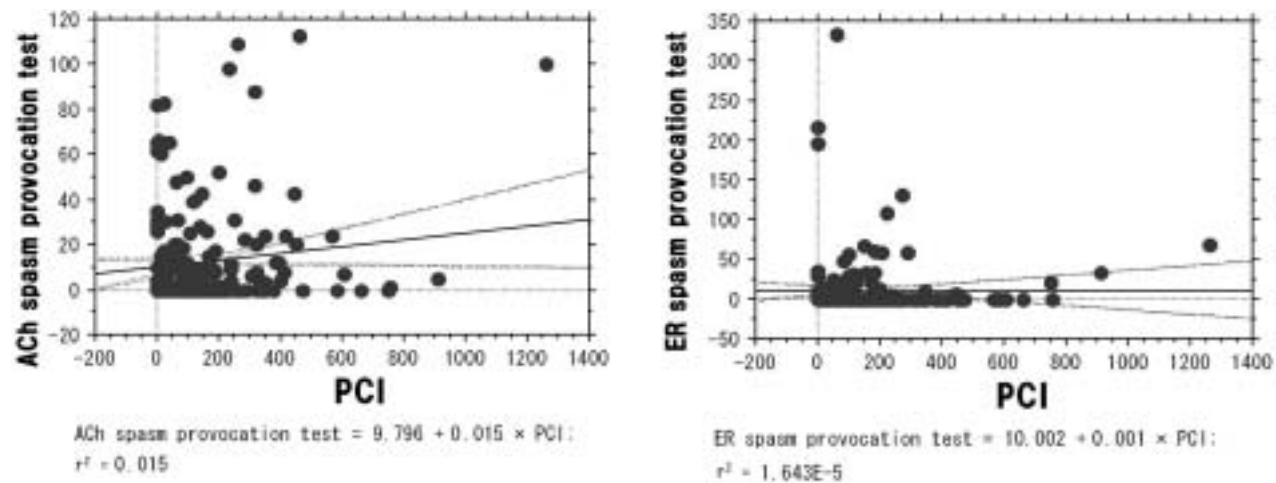 120
100
80
60
40
20
0
-20
ACh spasm provocation test
-200 0 200 400 600 800 1000 1200 1400
PCI
ACh spasm provocation test = 9.796 + 0.015 × PCI:
r² = 0.015
350
300
250
200
150
100
50
0
-50
ER spasm provocation test
-200 0 200 400 600 800 1000 1200 1400
PCI
ER spasm provocation test = 10.002 + 0.001 × PCI:
r² = 1.643E-5